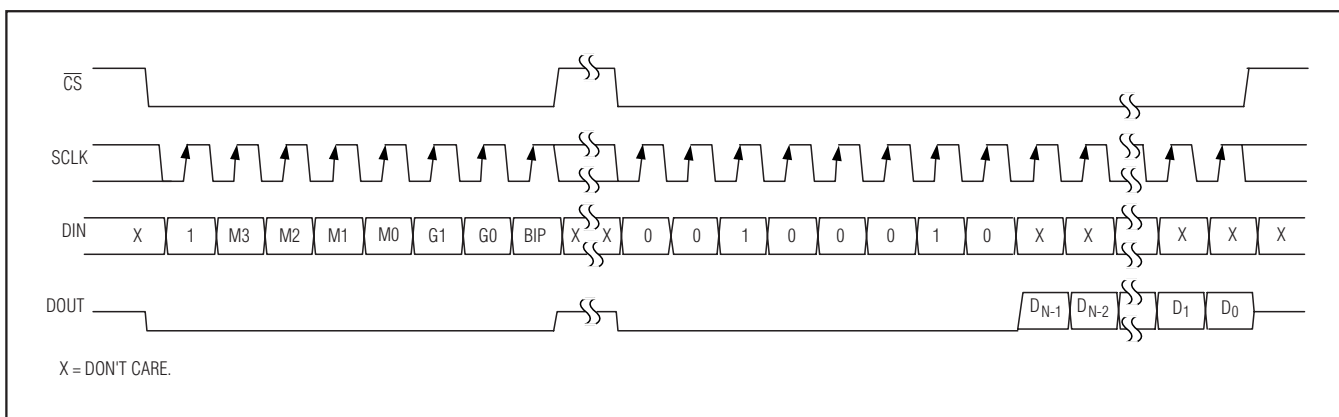 CS
SCLK
DIN X 1 M3 M2 M1 M0 G1 G0 BIP X X 0 0 1 0 0 0 1 0 X X X X X
DOUT DN-1 DN-2 D1 D0
X = DON'T CARE.